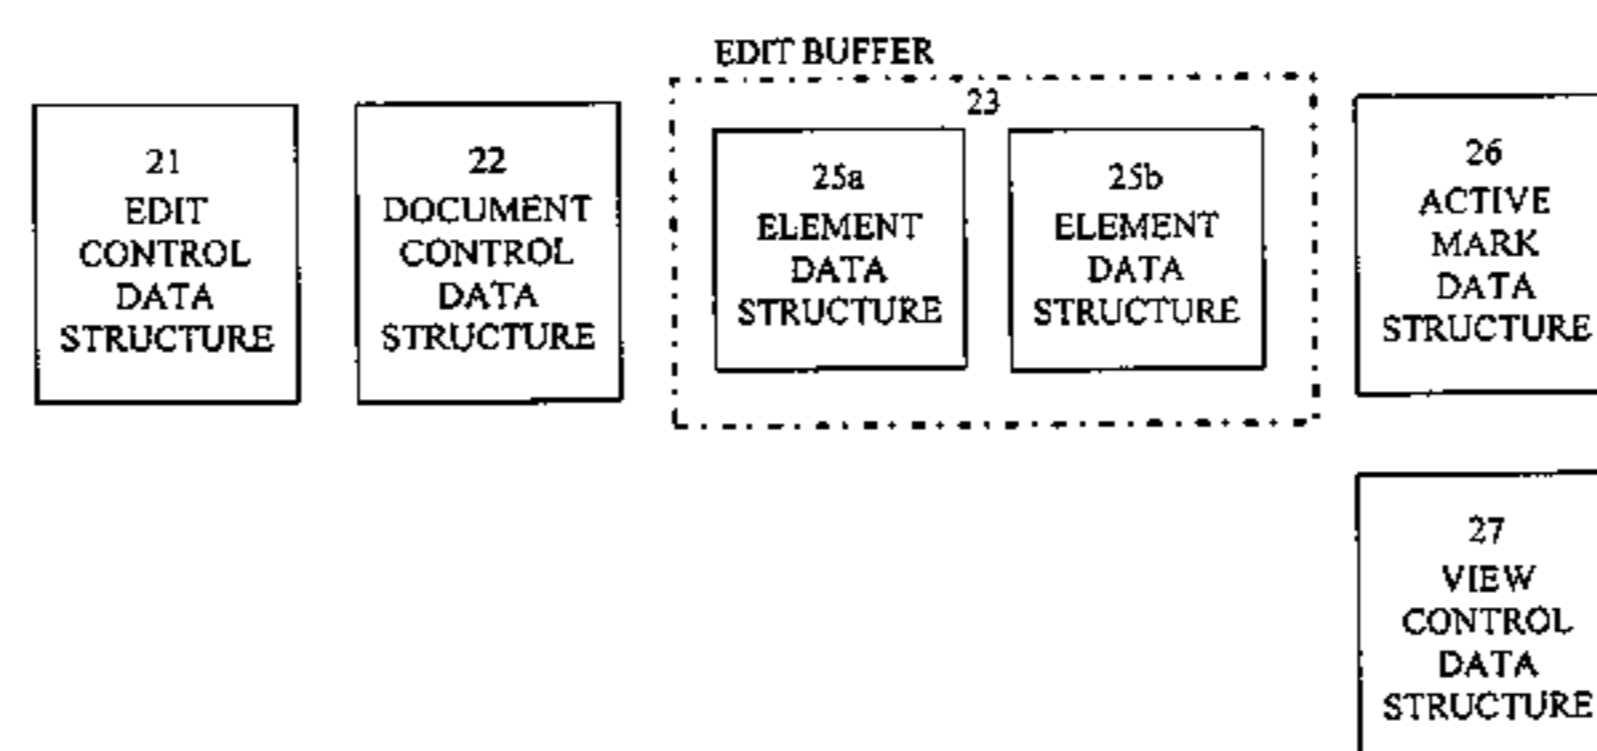 21
EDIT
CONTROL
DATA
STRUCTURE
22
DOCUMENT
CONTROL
DATA
STRUCTURE
EDIT BUFFER
23
25a
ELEMENT
DATA
STRUCTURE
25b
ELEMENT
DATA
STRUCTURE
26
ACTIVE
MARK
DATA
STRUCTURE
27
VIEW
CONTROL
DATA
STRUCTURE